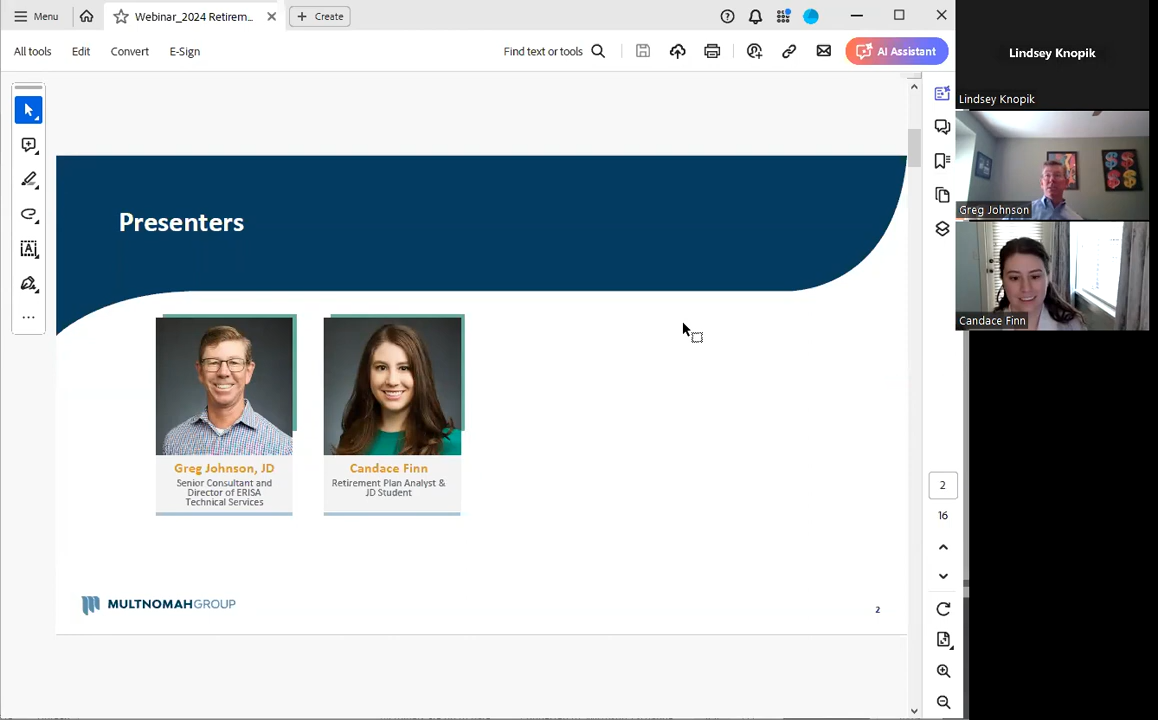 Menu
Webinar_2024 Retirem...
Create
All tools
Edit
Convert
E-Sign
Find text or tools
AI Assistant
Lindsey Knopik
Lindsey Knopik
Greg Johnson
Candace Finn
Presenters
Greg Johnson, JD
Senior Consultant and
Director of ERISA
Technical Services
Candace Finn
Retirement Plan Analyst &
JD Student
MULTNOMAHGROUP
2
2
16